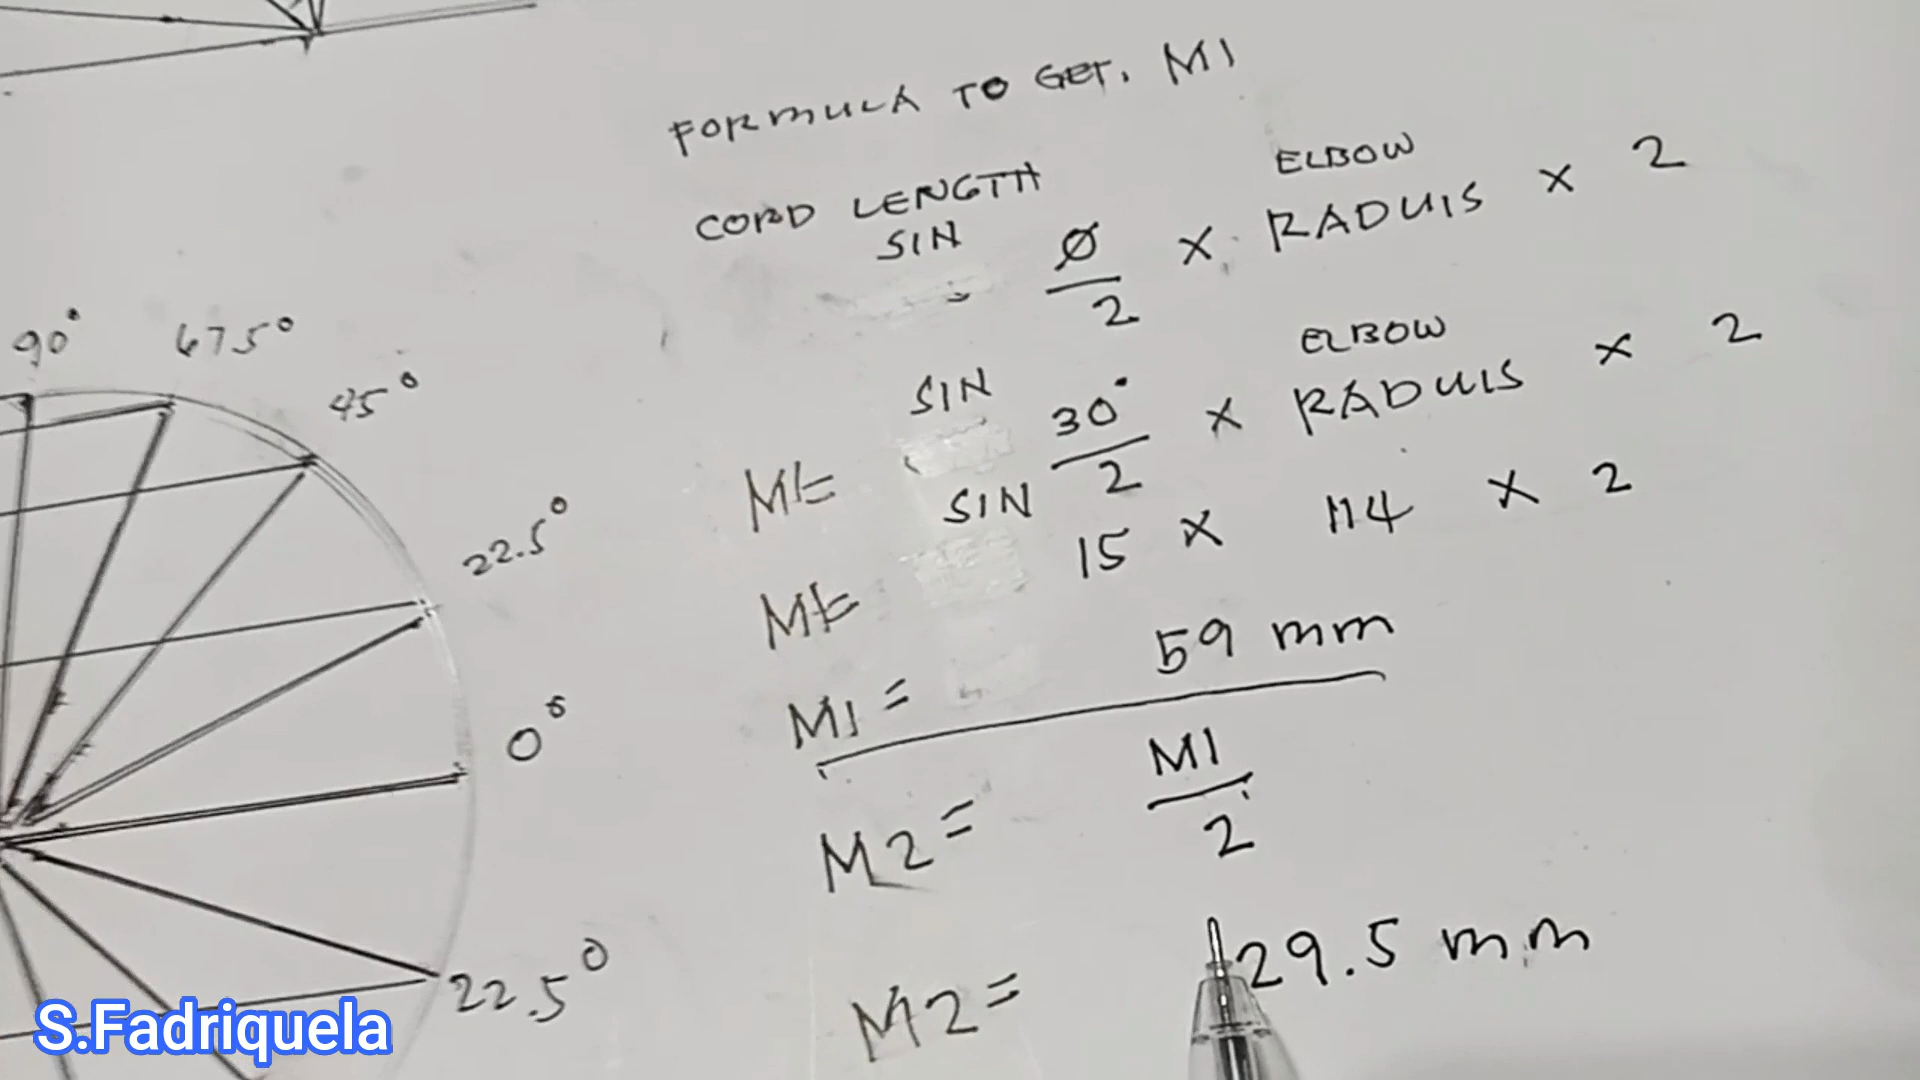 FORMULA TO GET. M1
CORD LENGTH
ELBOW
SIN Ø/2 × RADUIS × 2
ELBOW
M1= SIN 30°/2 × RADUIS × 2
M1= SIN 15 × 114 × 2
M1= 59 mm
M2= M1/2
M2= 29.5 mm
90°
67.5°
45°
22.5°
0°
22.5°
S.Fadriquela